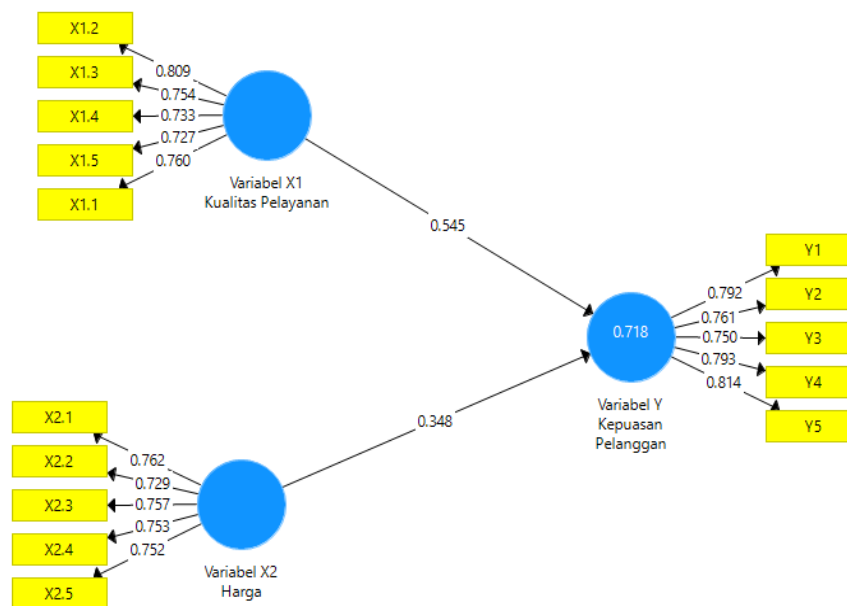 X1.2
X1.3
X1.4
X1.5
X1.1
0.809
0.754
0.733
0.727
0.760
Variabel X1
Kualitas Pelayanan
0.545
Y1
Y2
Y3
Y4
Y5
0.792
0.761
0.750
0.793
0.814
0.718
Variabel Y
Kepuasan
Pelanggan
0.348
X2.1
X2.2
X2.3
X2.4
X2.5
0.762
0.729
0.757
0.753
0.752
Variabel X2
Harga